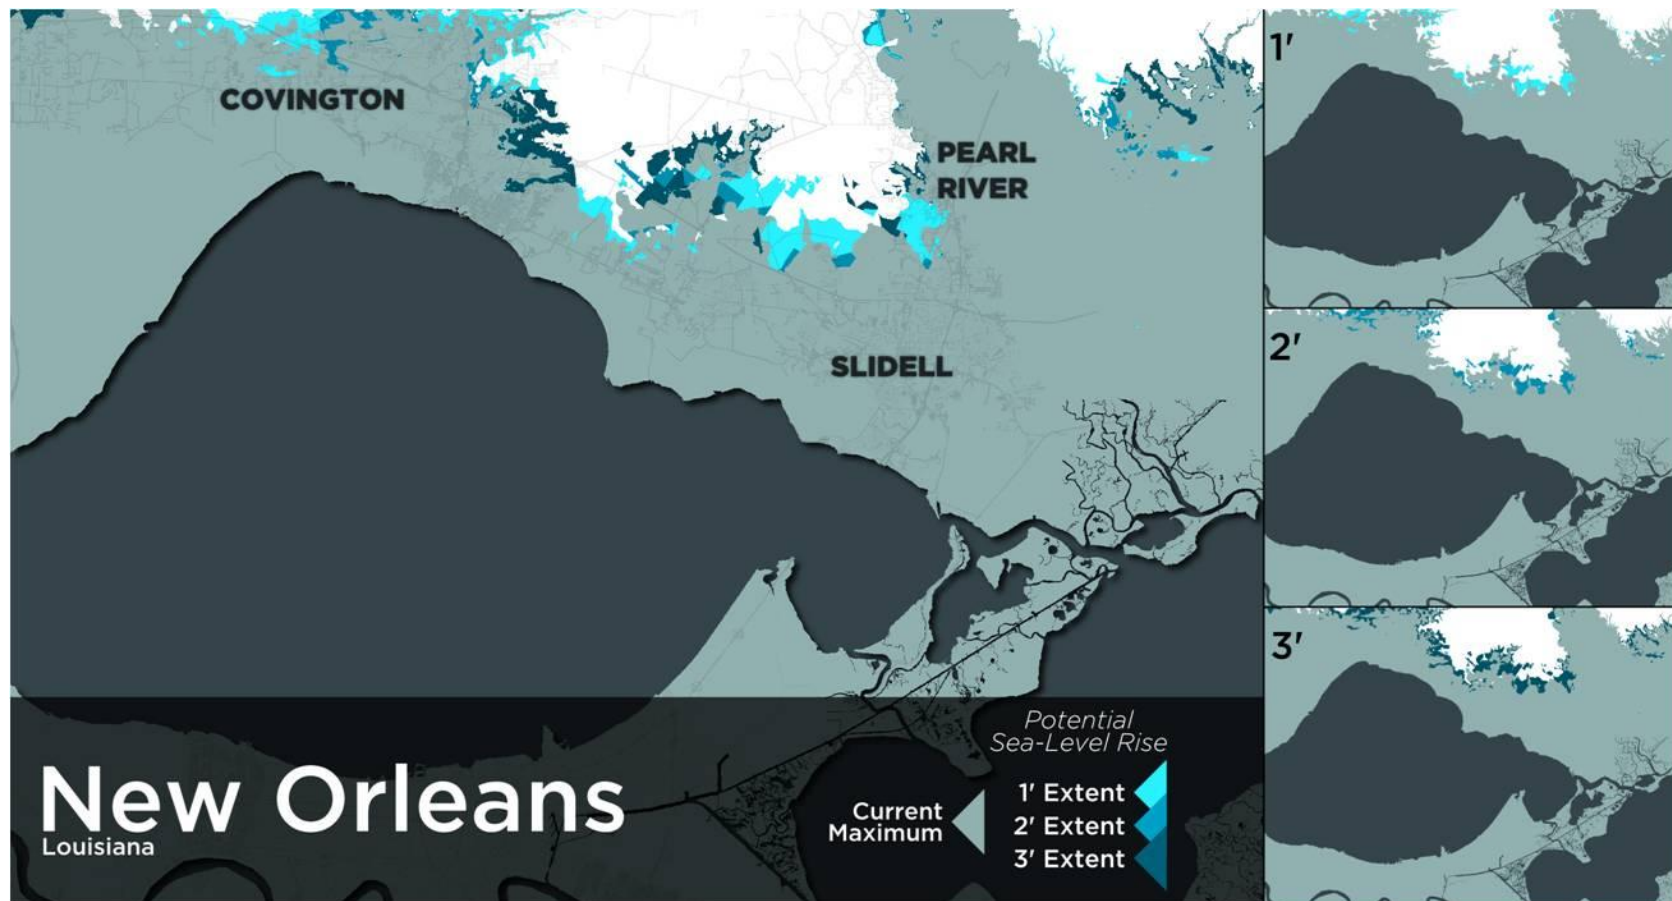 COVINGTON
PEARL
RIVER
SLIDELL
New Orleans
Louisiana
Potential
Sea-Level Rise
Current
Maximum
1' Extent
2' Extent
3' Extent
1'
2'
3'